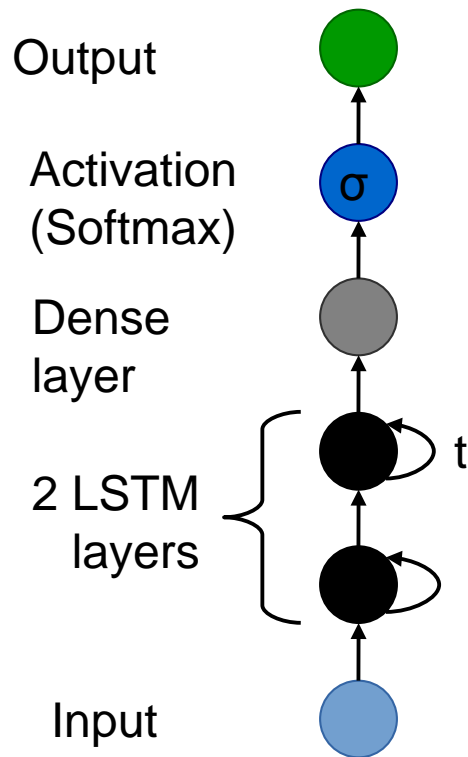 Output
Activation
(Softmax)
σ
Dense
layer
t
2 LSTM
layers
Input